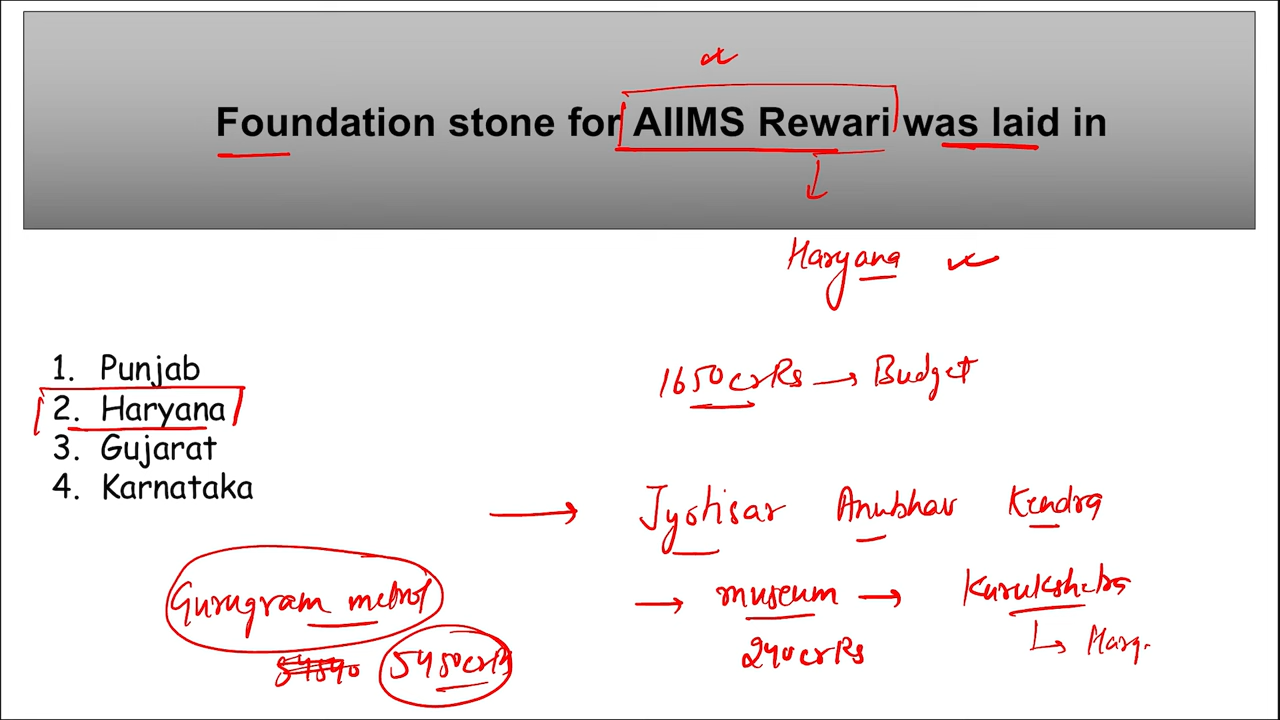 Foundation stone for AIIMS Rewari was laid in
Haryana
1. Punjab
2. Haryana
3. Gujarat
4. Karnataka
1650crRs → Budget
→ Jyotisar Anubhav Kendra
→ museum → Kurukshetra
240crRs
Gurugram metro
5450crRs